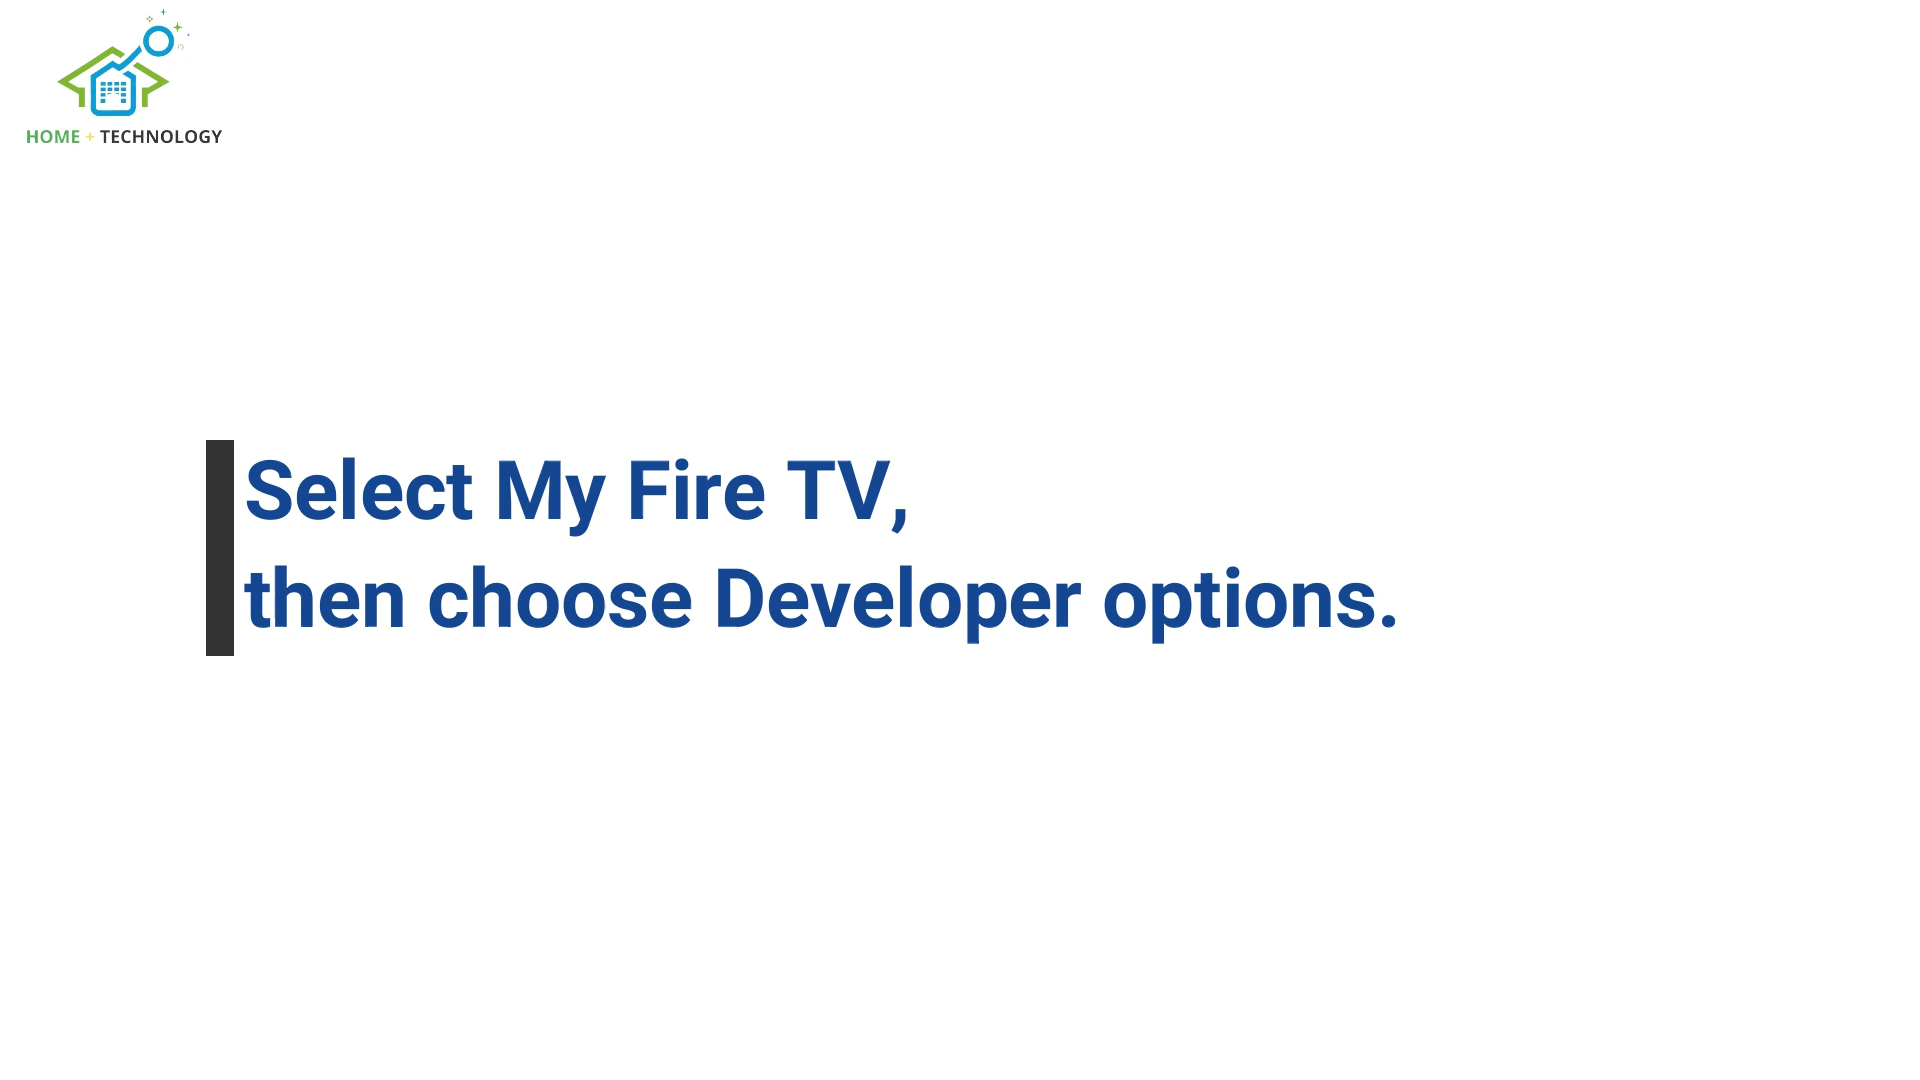 HOME + TECHNOLOGY
Select My Fire TV,
then choose Developer options.